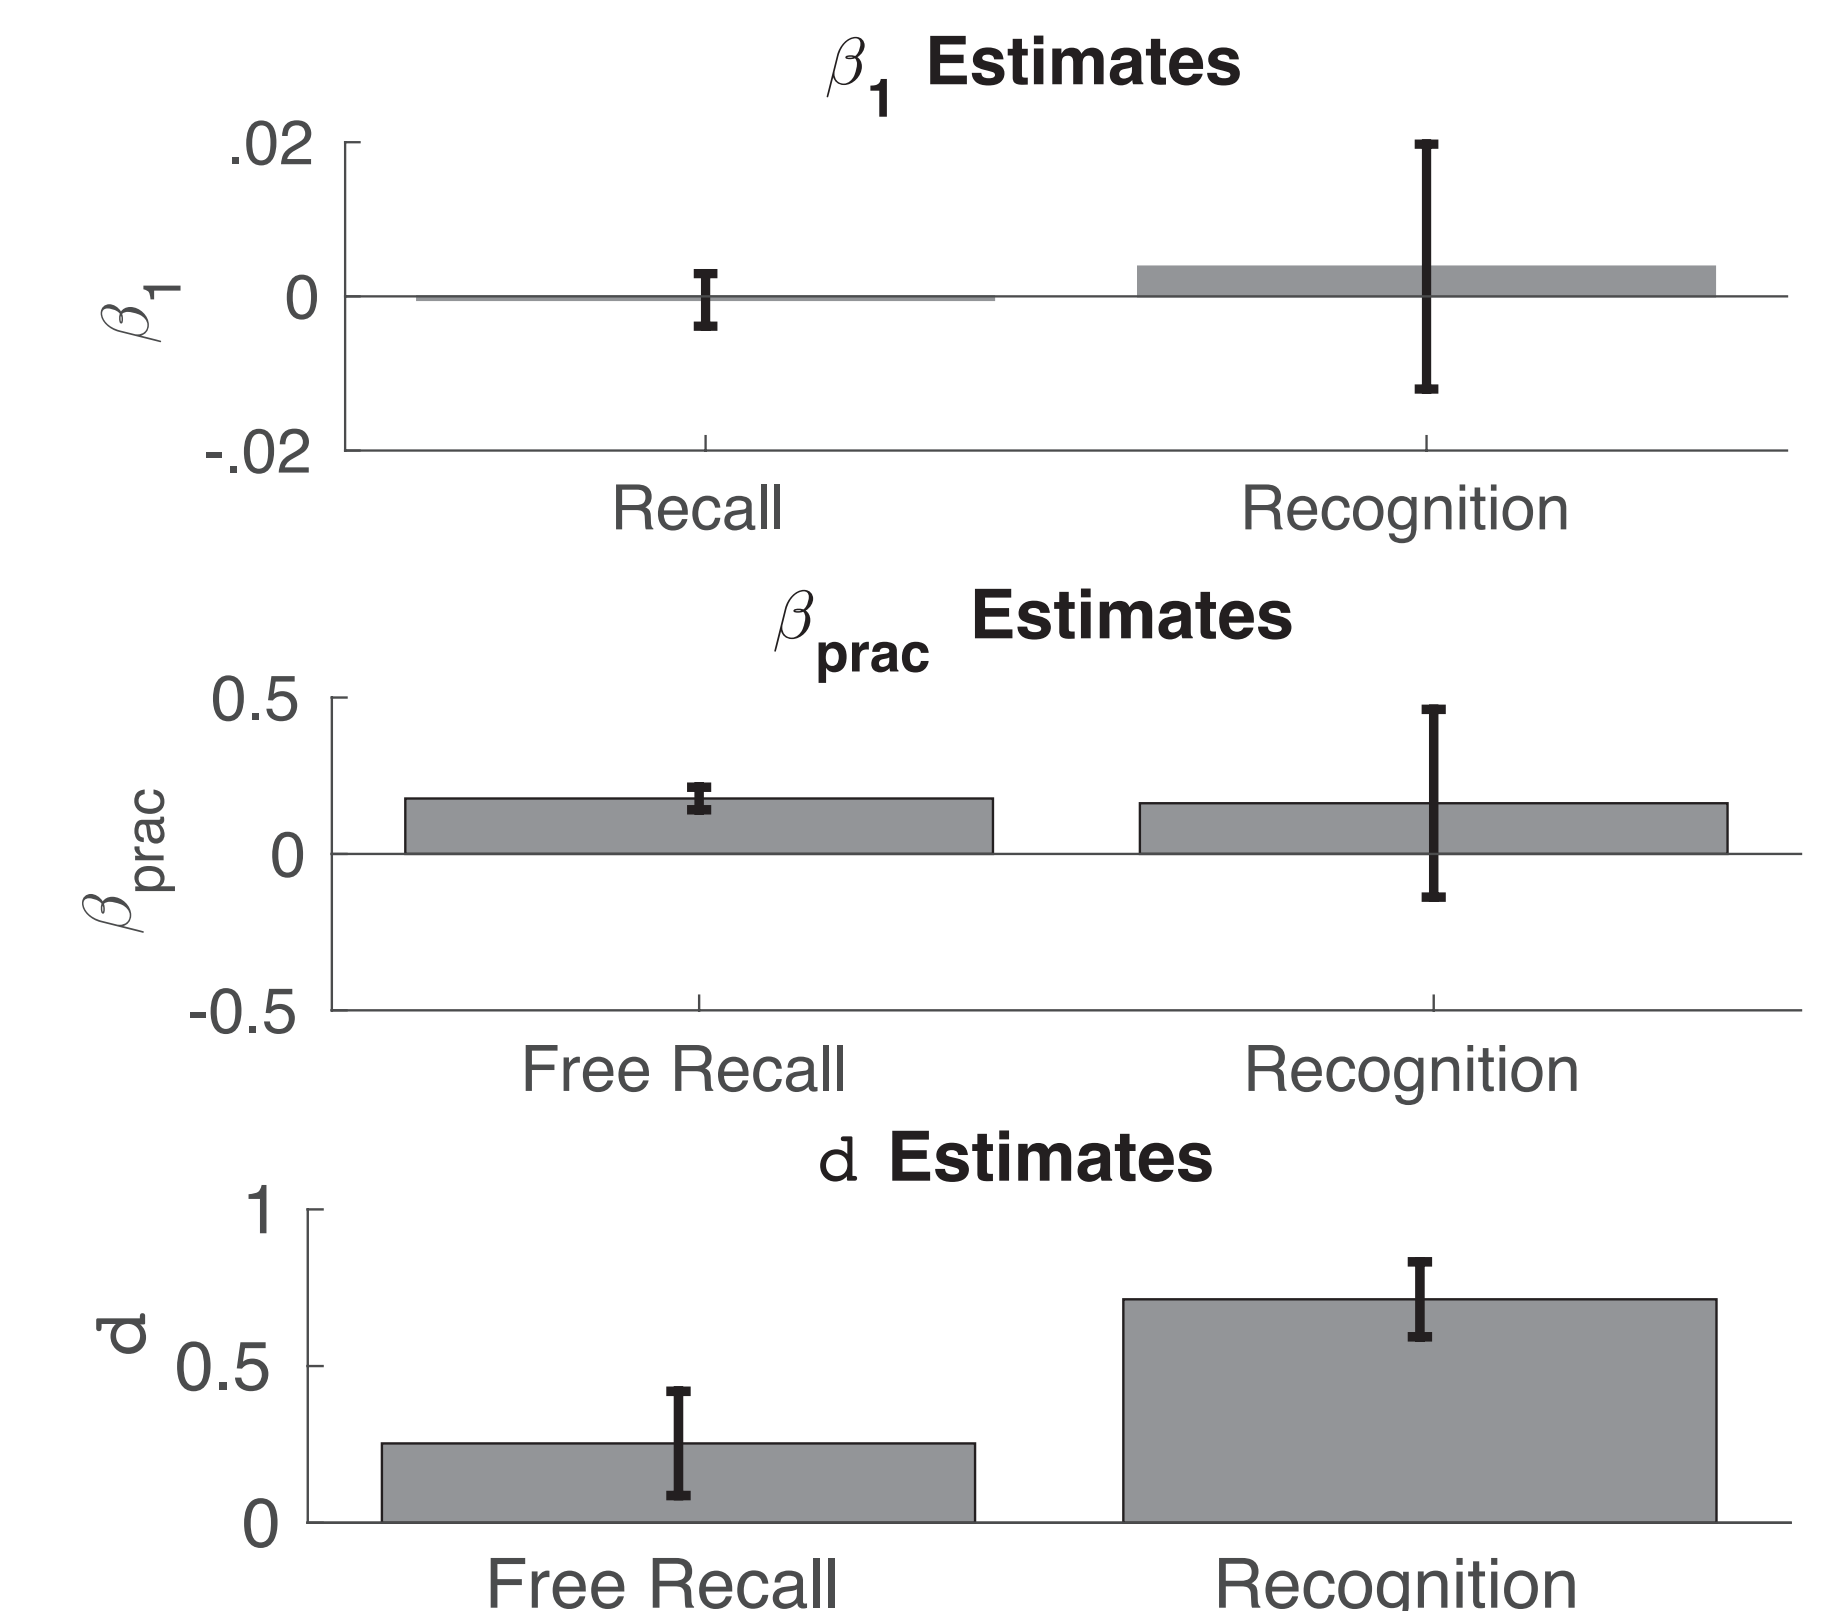 β1 Estimates
.02
0
-.02
β1
Recall Recognition
βprac Estimates
0.5
0
-0.5
βprac
Free Recall Recognition
d Estimates
1
0.5
0
d
Free Recall Recognition